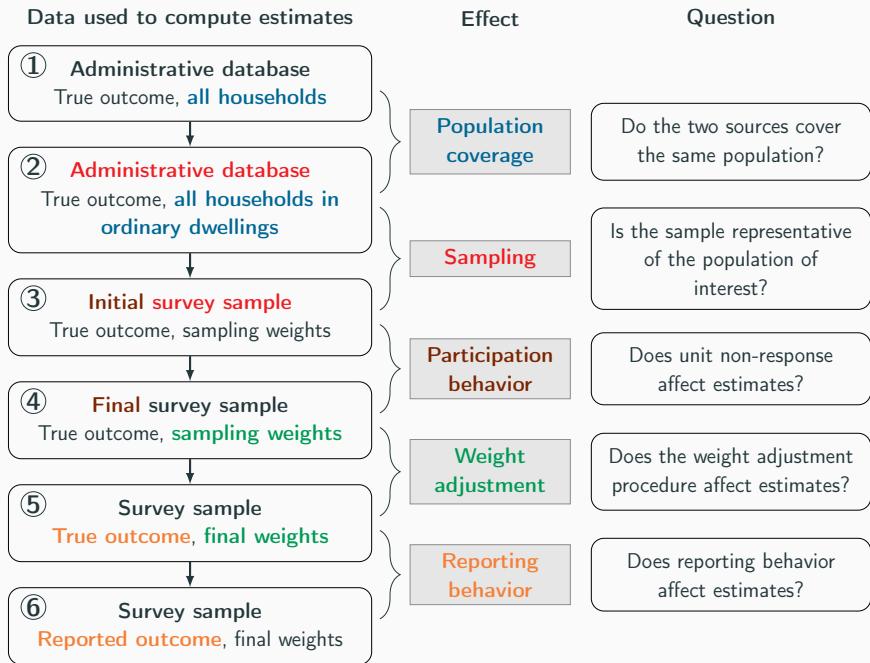 Data used to compute estimates
Effect
Question
① Administrative database
True outcome, all households
Population
coverage
Do the two sources cover
the same population?
② Administrative database
True outcome, all households in
ordinary dwellings
Sampling
Is the sample representative
of the population of
interest?
③ Initial survey sample
True outcome, sampling weights
Participation
behavior
Does unit non-response
affect estimates?
④ Final survey sample
True outcome, sampling weights
Weight
adjustment
Does the weight adjustment
procedure affect estimates?
⑤ Survey sample
True outcome, final weights
Reporting
behavior
Does reporting behavior
affect estimates?
⑥ Survey sample
Reported outcome, final weights